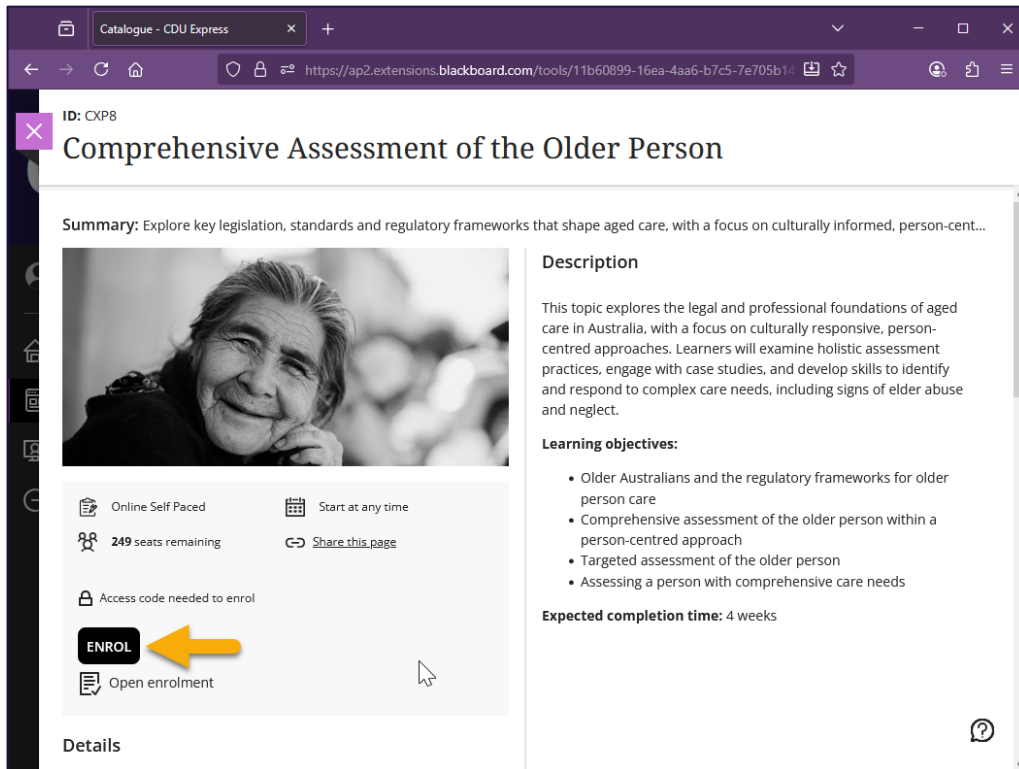 Catalogue - CDU Express
https://ap2.extensions.blackboard.com/tools/11b60899-16ea-4aa6-b7c5-7e705b14
ID: CXP8
Comprehensive Assessment of the Older Person
Summary: Explore key legislation, standards and regulatory frameworks that shape aged care, with a focus on culturally informed, person-cent...
Online Self Paced
Start at any time
249 seats remaining
Share this page
Access code needed to enrol
ENROL
Open enrolment
Details
Description
This topic explores the legal and professional foundations of aged
care in Australia, with a focus on culturally responsive, person-
centred approaches. Learners will examine holistic assessment
practices, engage with case studies, and develop skills to identify
and respond to complex care needs, including signs of elder abuse
and neglect.
Learning objectives:
• Older Australians and the regulatory frameworks for older
person care
• Comprehensive assessment of the older person within a
person-centred approach
• Targeted assessment of the older person
• Assessing a person with comprehensive care needs
Expected completion time: 4 weeks